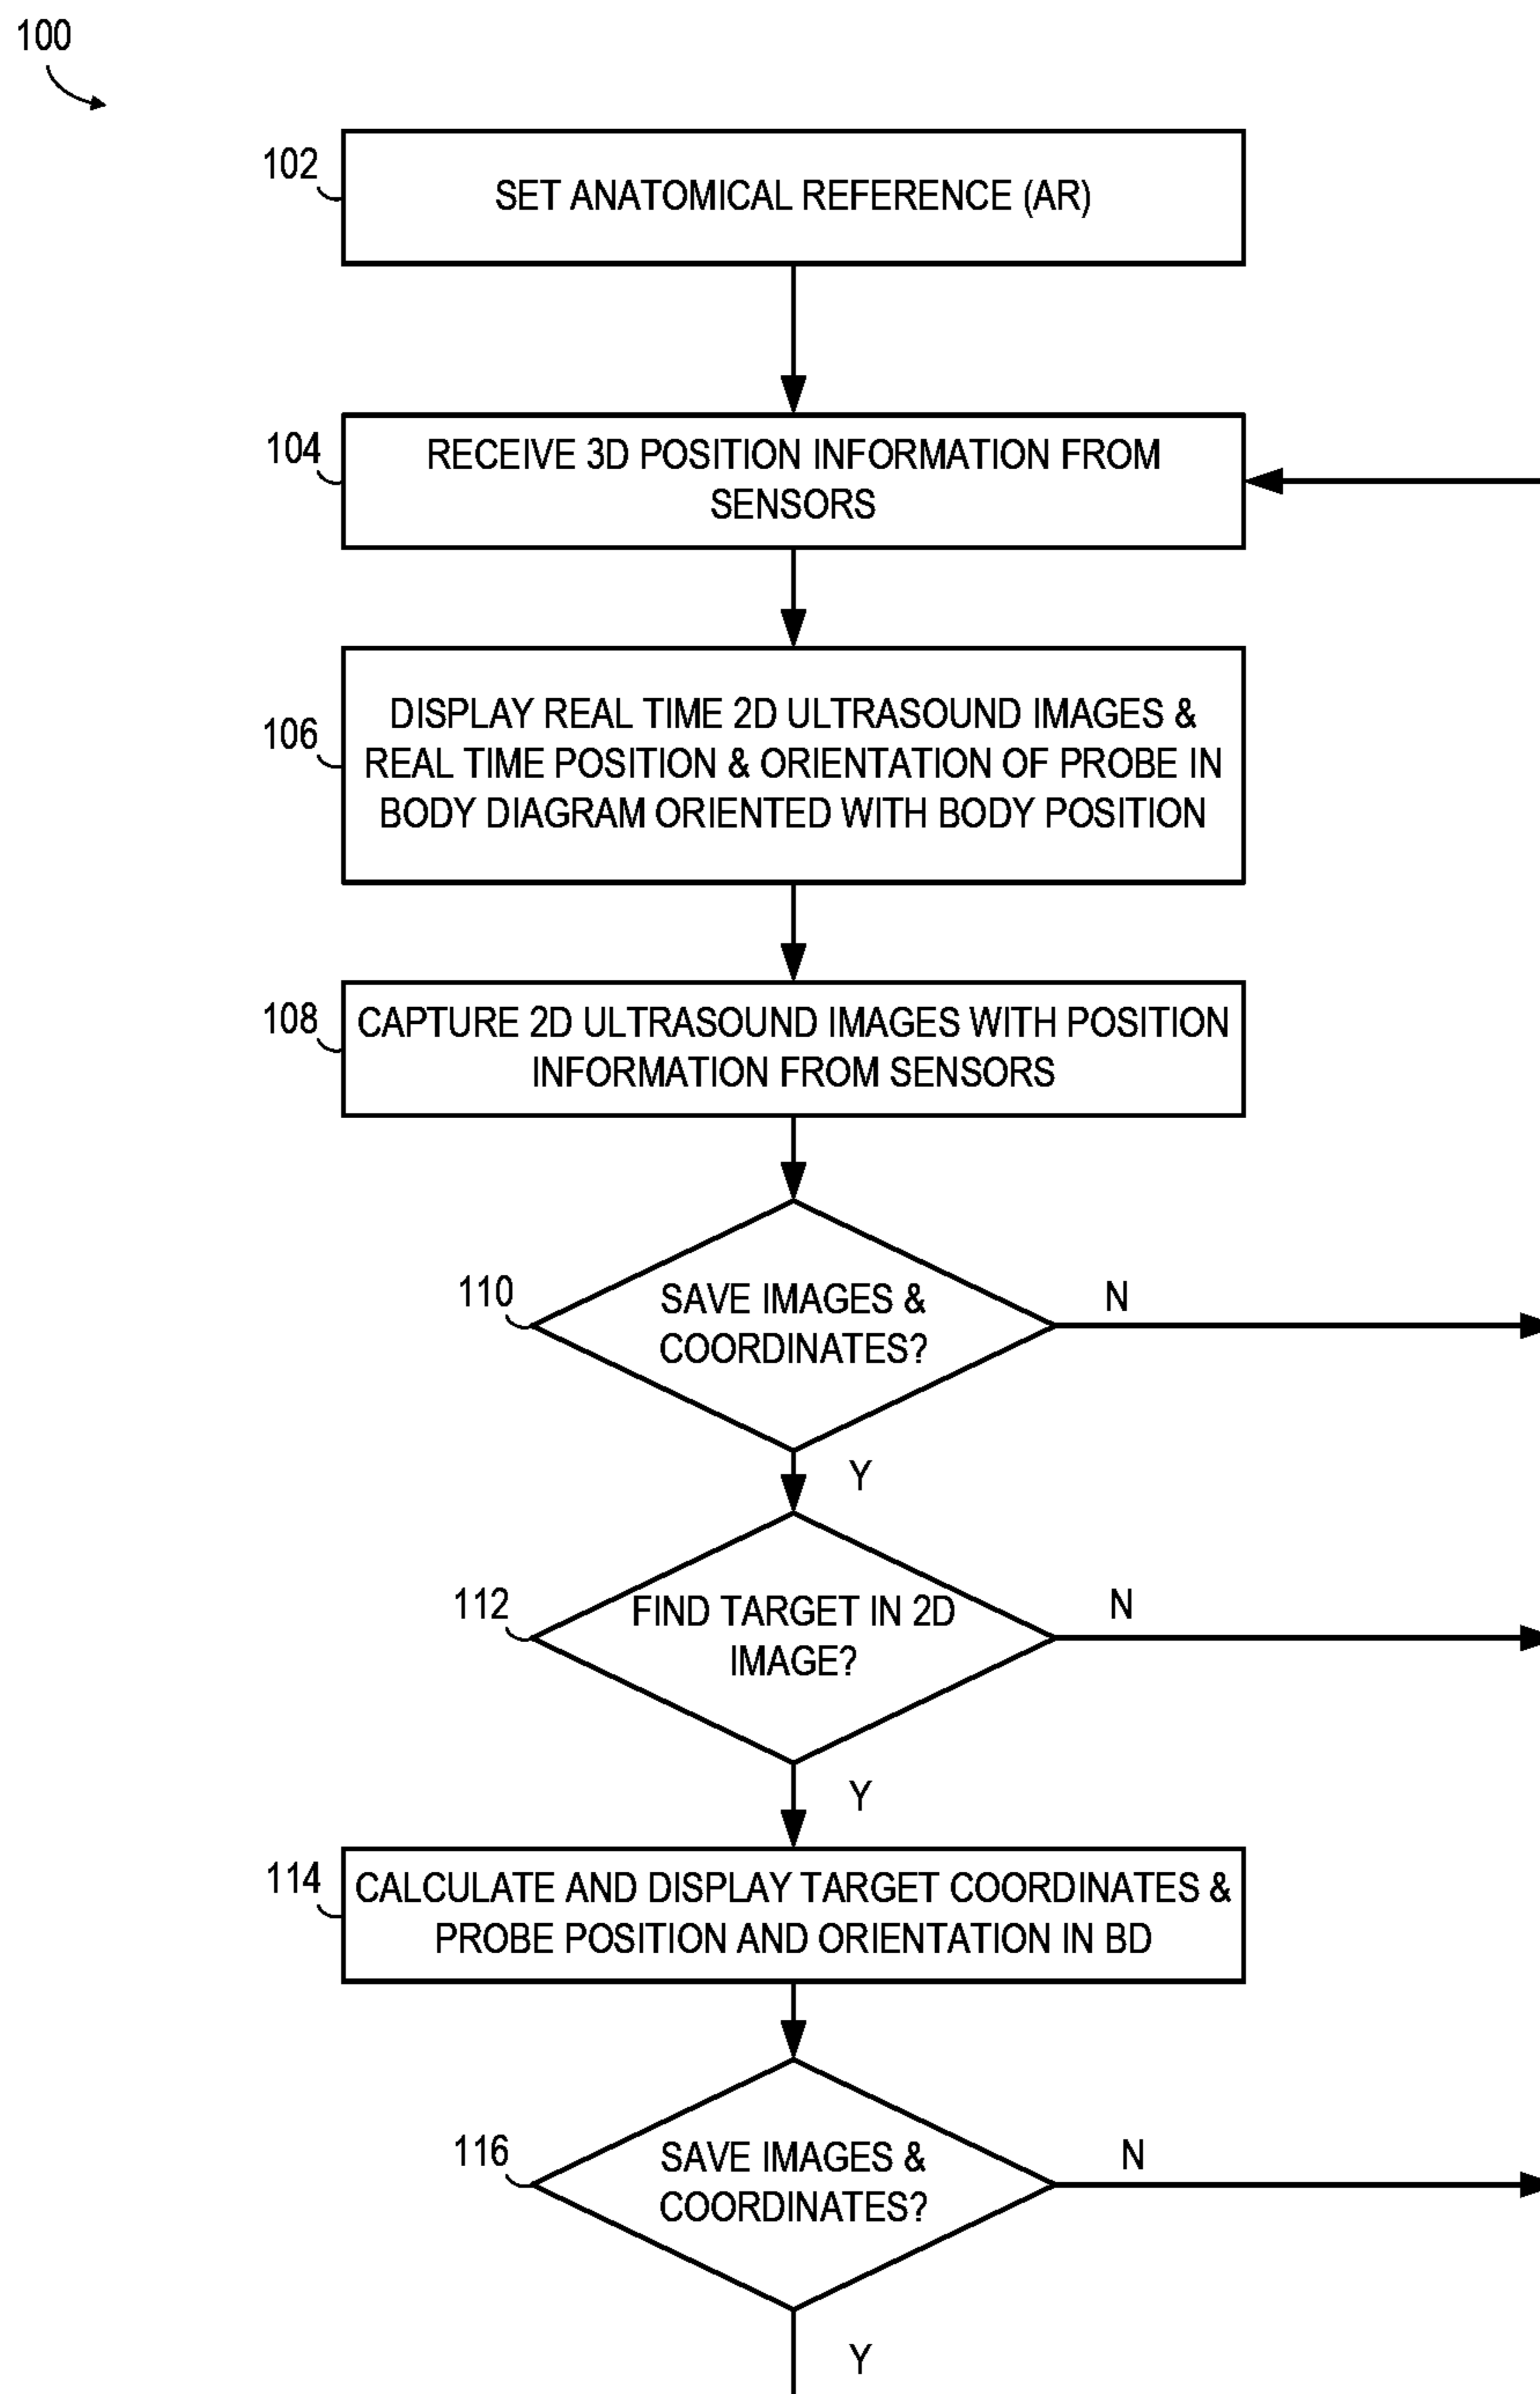 100
102
SET ANATOMICAL REFERENCE (AR)
104
RECEIVE 3D POSITION INFORMATION FROM
SENSORS
106
DISPLAY REAL TIME 2D ULTRASOUND IMAGES &
REAL TIME POSITION & ORIENTATION OF PROBE IN
BODY DIAGRAM ORIENTED WITH BODY POSITION
108
CAPTURE 2D ULTRASOUND IMAGES WITH POSITION
INFORMATION FROM SENSORS
110
SAVE IMAGES &
COORDINATES?
N
Y
112
FIND TARGET IN 2D
IMAGE?
N
Y
114
CALCULATE AND DISPLAY TARGET COORDINATES &
PROBE POSITION AND ORIENTATION IN BD
116
SAVE IMAGES &
COORDINATES?
N
Y